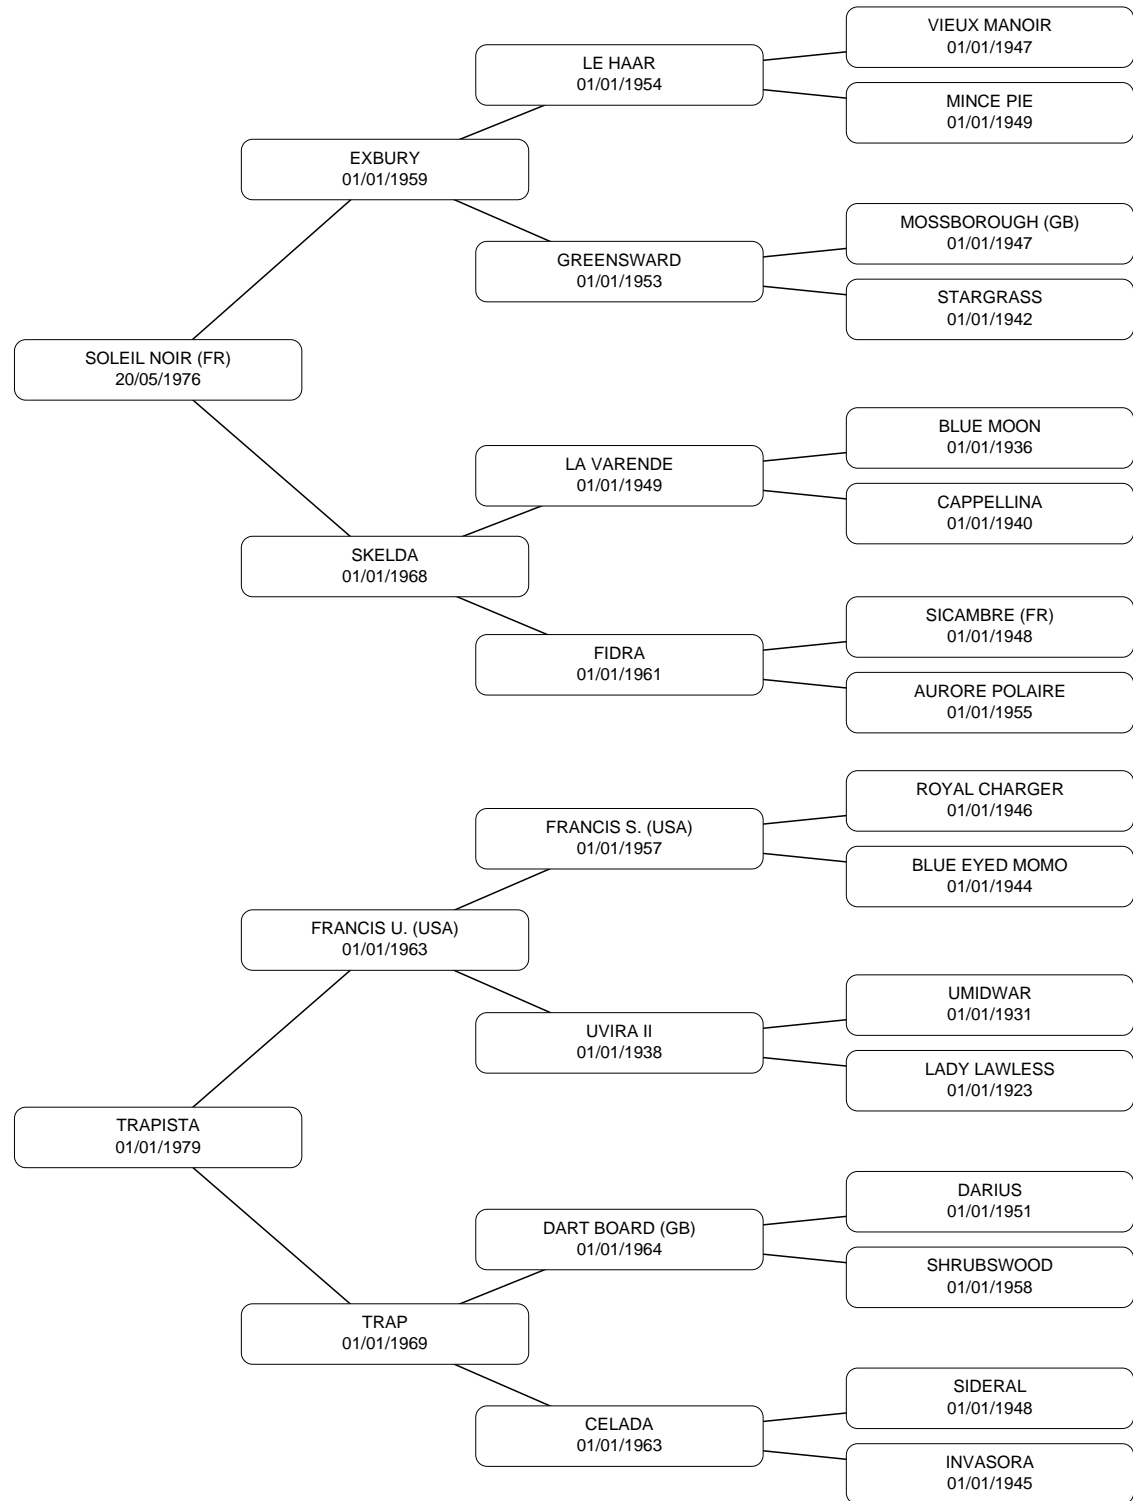 VIEUX MANOIR
01/01/1947
LE HAAR
01/01/1954
MINCE PIE
01/01/1949
EXBURY
01/01/1959
MOSSBOROUGH (GB)
01/01/1947
GREENSWARD
01/01/1953
STARGRASS
01/01/1942
SOLEIL NOIR (FR)
20/05/1976
BLUE MOON
01/01/1936
LA VARENDE
01/01/1949
CAPPELLINA
01/01/1940
SKELDA
01/01/1968
SICAMBRE (FR)
01/01/1948
FIDRA
01/01/1961
AURORE POLAIRE
01/01/1955
ROYAL CHARGER
01/01/1946
FRANCIS S. (USA)
01/01/1957
BLUE EYED MOMO
01/01/1944
FRANCIS U. (USA)
01/01/1963
UMIDWAR
01/01/1931
UVIRA II
01/01/1938
LADY LAWLESS
01/01/1923
TRAPISTA
01/01/1979
DARIUS
01/01/1951
DART BOARD (GB)
01/01/1964
SHRUBSWOOD
01/01/1958
TRAP
01/01/1969
SIDERAL
01/01/1948
CELADA
01/01/1963
INVASORA
01/01/1945